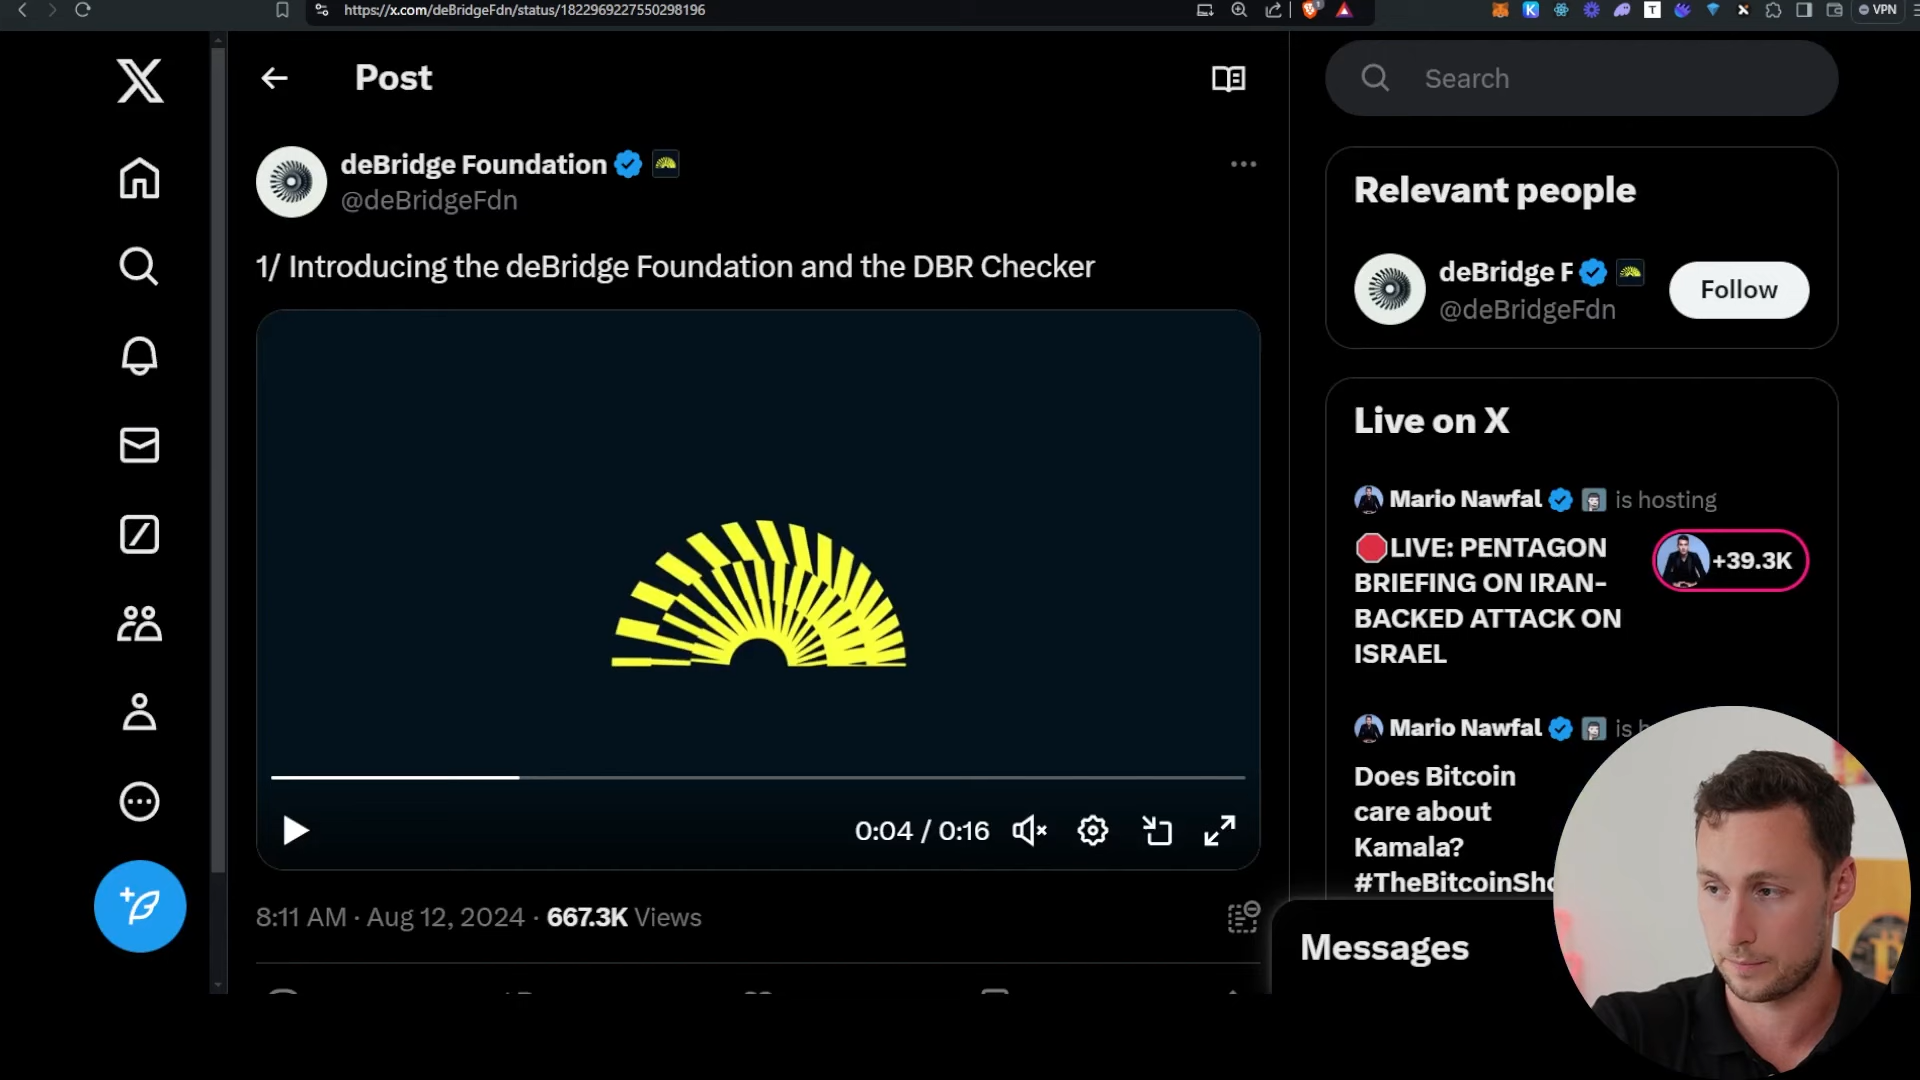 https://x.com/deBridgeFdn/status/1822969227550298196
VPN
Post
Search
deBridge Foundation
@deBridgeFdn
1/ Introducing the deBridge Foundation and the DBR Checker
0:04 / 0:16
8:11 AM · Aug 12, 2024 · 667.3K Views
Relevant people
deBridge F
@deBridgeFdn
Follow
Live on X
Mario Nawfal is hosting
LIVE: PENTAGON
BRIEFING ON IRAN-
BACKED ATTACK ON
ISRAEL
+39.3K
Mario Nawfal is
Does Bitcoin
care about
Kamala?
#TheBitcoinSho
Messages